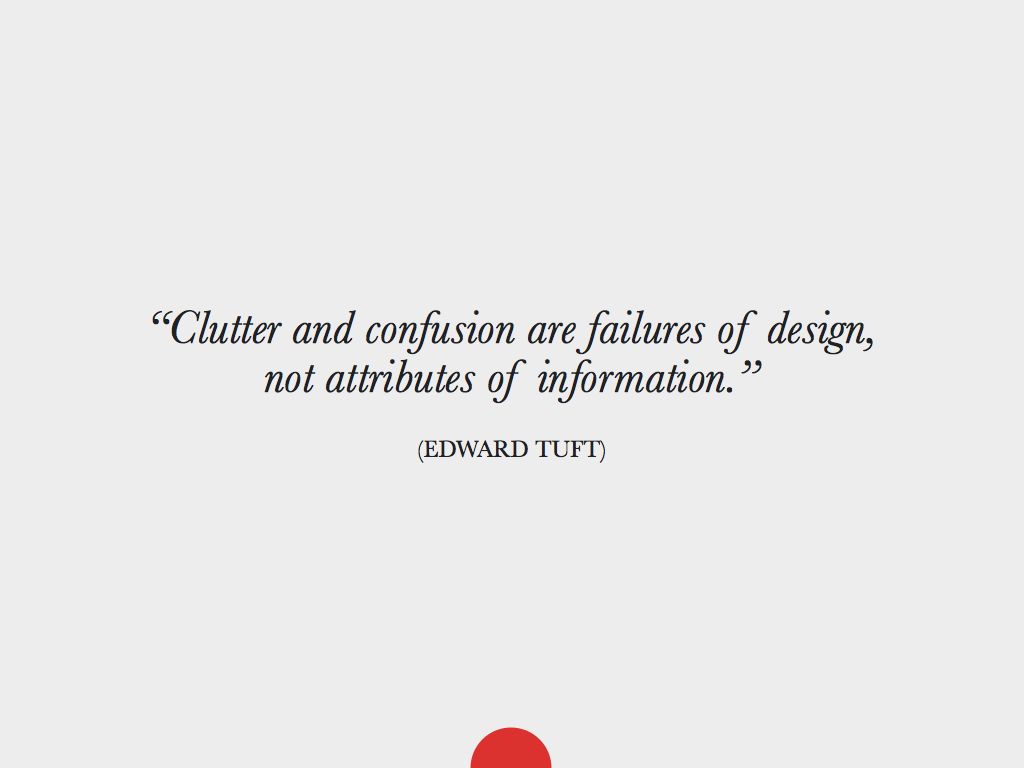 “Clutter and confusion are failures of design,
not attributes of information.”
(EDWARD TUFT)